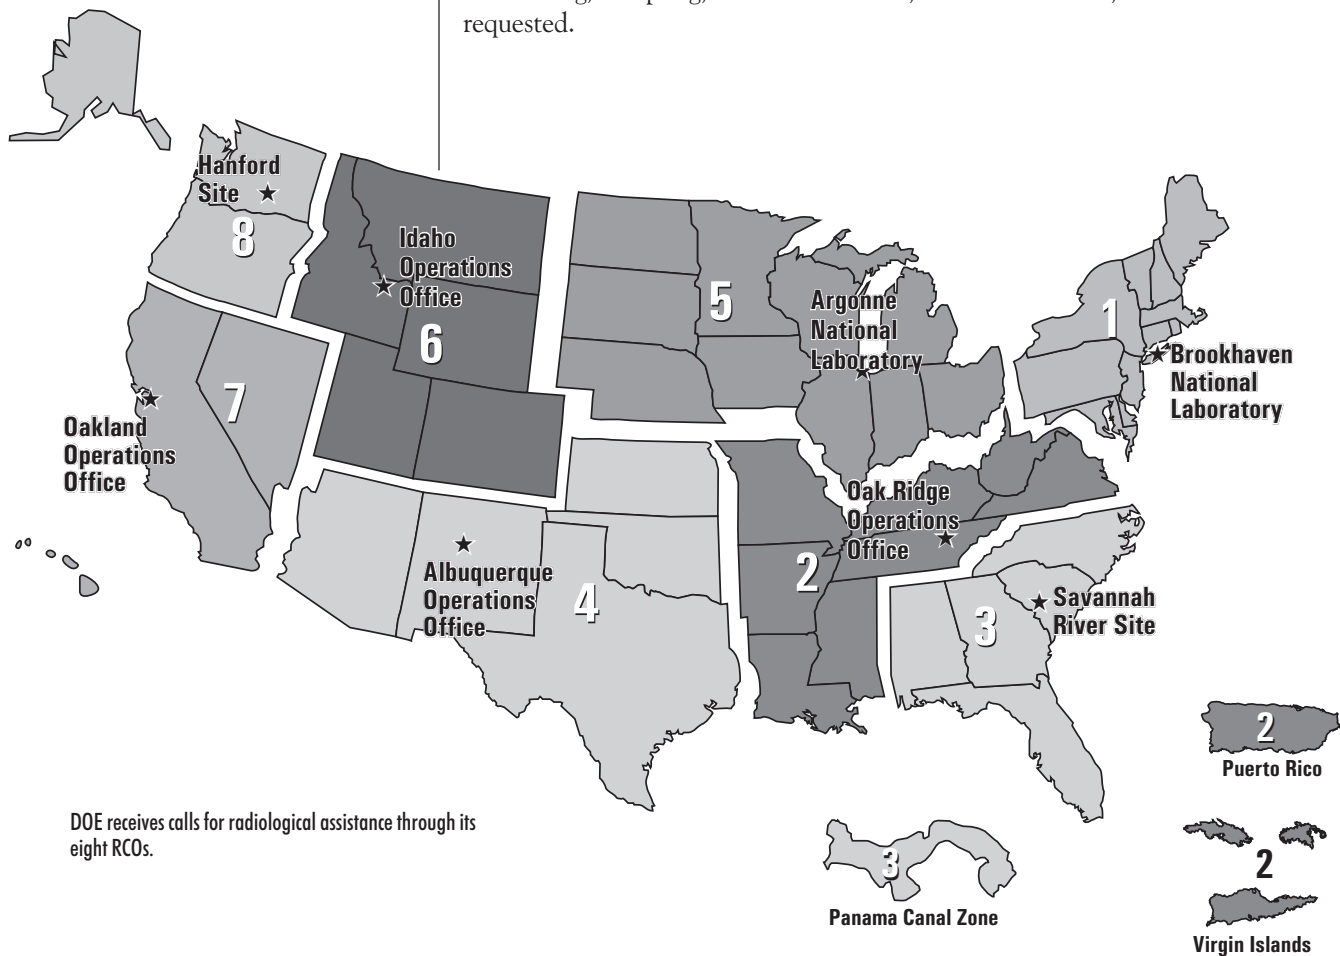 requested.
Hanford
Site
8
Idaho
Operations
Office
6
5
Argonne
National
Laboratory
1
Brookhaven
National
Laboratory
7
Oakland
Operations
Office
Albuquerque
Operations
Office
4
Oak Ridge
Operations
Office
2
3
Savannah
River Site
2
Puerto Rico
DOE receives calls for radiological assistance through its
eight RCOs.
3
Panama Canal Zone
2
Virgin Islands